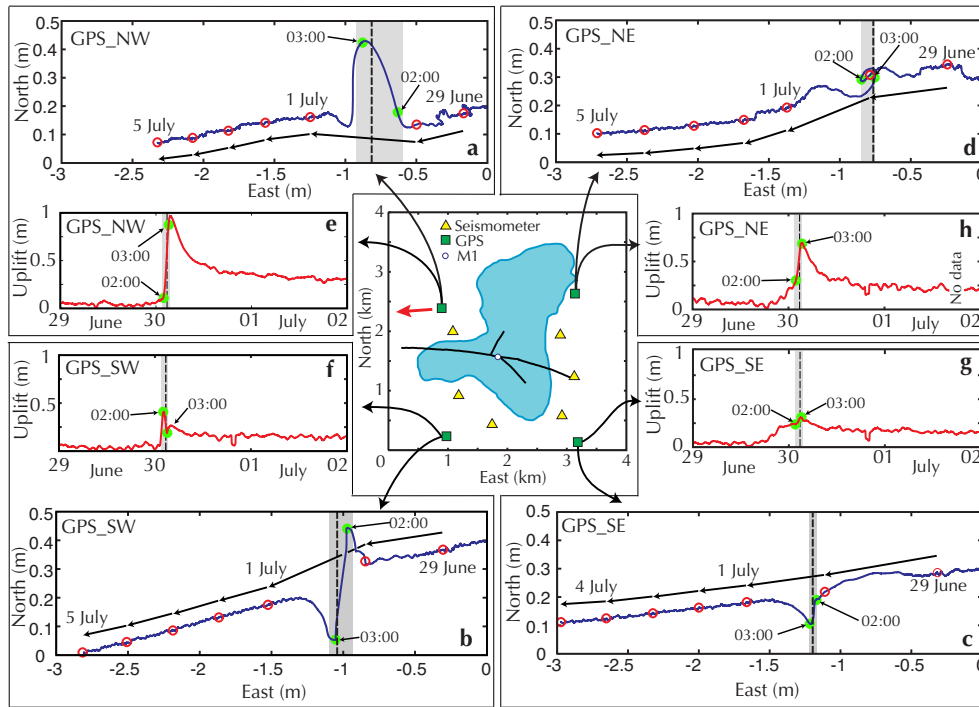 GPS_NW
03:00
02:00
29 June
1 July
5 July
a
North (m)
0.5
0.4
0.3
0.2
0.1
0
-3
-2.5
-2
-1.5
-1
-0.5
0
East (m)
GPS_NE
03:00
02:00
29 June
1 July
5 July
d
North (m)
0.5
0.4
0.3
0.2
0.1
0
-3
-2.5
-2
-1.5
-1
-0.5
0
East (m)
GPS_NW
e
03:00
02:00
Uplift (m)
1
0.5
0
29
30
01
02
June
July
Seismometer
GPS
M1
North (km)
4
3
2
1
0
0
1
2
3
4
East (km)
GPS_NE
h
03:00
02:00
No data
Uplift (m)
1
0.5
0
29
30
01
02
June
July
GPS_SW
f
02:00
03:00
Uplift (m)
0.5
0
29
30
01
02
June
July
GPS_SE
g
02:00
03:00
Uplift (m)
0.5
0
29
30
01
02
June
July
GPS_SW
02:00
1 July
29 June
5 July
03:00
b
North (m)
0.5
0.4
0.3
0.2
0.1
0
-3
-2.5
-2
-1.5
-1
-0.5
0
East (m)
GPS_SE
4 July
1 July
29 June
03:00
02:00
c
North (m)
0.5
0.4
0.3
0.2
0.1
0
-3
-2.5
-2
-1.5
-1
-0.5
0
East (m)